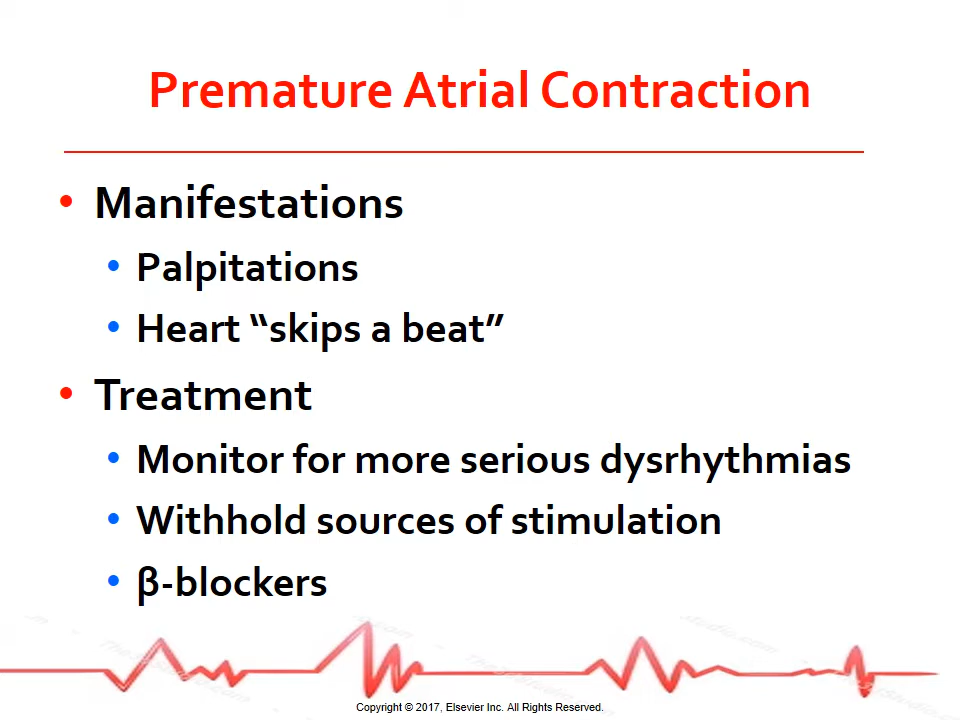 Premature Atrial Contraction
• Manifestations
• Palpitations
• Heart “skips a beat”
• Treatment
• Monitor for more serious dysrhythmias
• Withhold sources of stimulation
• β-blockers
Copyright © 2017, Elsevier Inc. All Rights Reserved.